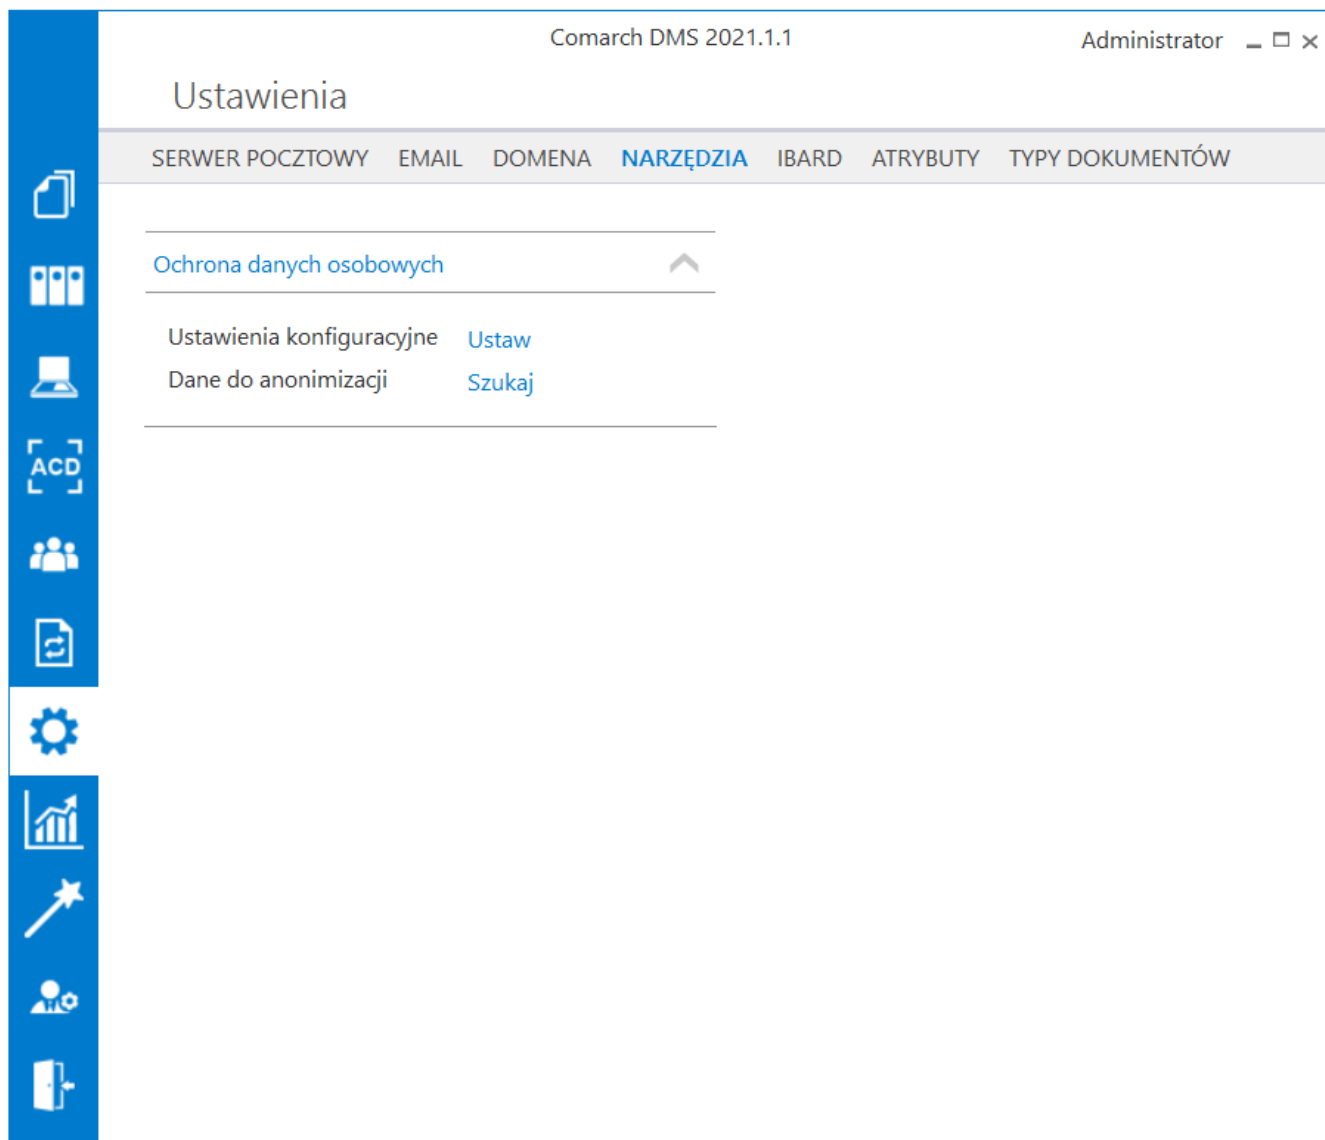 Comarch DMS 2021.1.1
Administrator
Ustawienia
SERWER POCZTOWY EMAIL DOMENA NARZĘDZIA IBARD ATRYBUTY TYPY DOKUMENTÓW
Ochrona danych osobowych
Ustawienia konfiguracyjne Ustaw
Dane do anonimizacji Szukaj
ACD